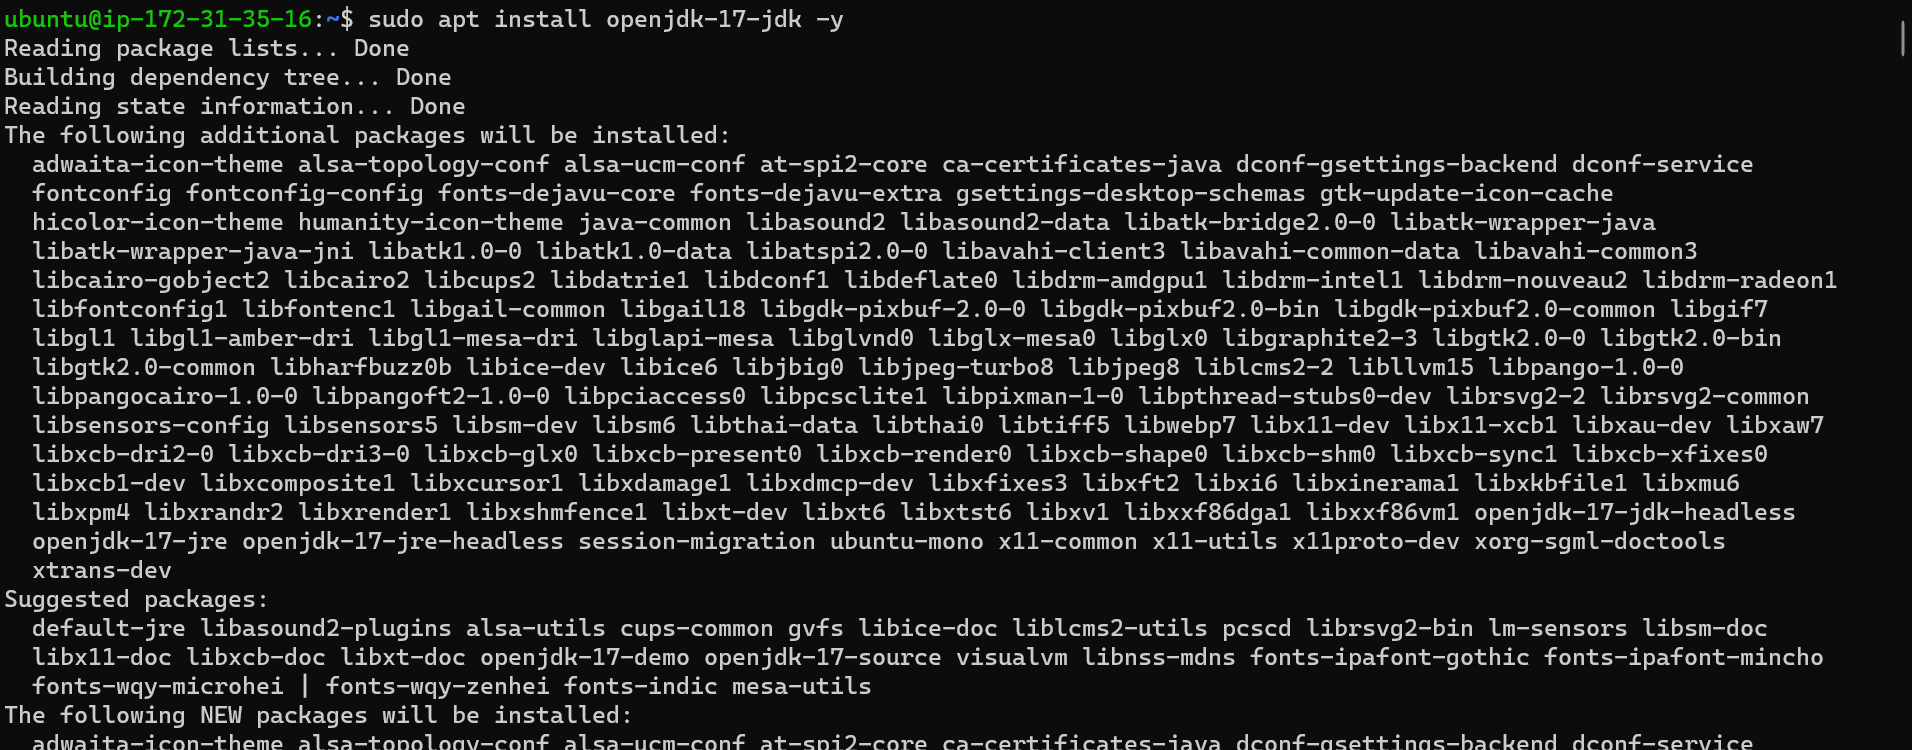 ubuntu@ip-172-31-35-16:~$ sudo apt install openjdk-17-jdk -y
Reading package lists... Done
Building dependency tree... Done
Reading state information... Done
The following additional packages will be installed:
  adwaita-icon-theme alsa-topology-conf alsa-ucm-conf at-spi2-core ca-certificates-java dconf-gsettings-backend dconf-service
  fontconfig fontconfig-config fonts-dejavu-core fonts-dejavu-extra gsettings-desktop-schemas gtk-update-icon-cache
  hicolor-icon-theme humanity-icon-theme java-common libasound2 libasound2-data libatk-bridge2.0-0 libatk-wrapper-java
  libatk-wrapper-java-jni libatk1.0-0 libatk1.0-data libatspi2.0-0 libavahi-client3 libavahi-common-data libavahi-common3
  libcairo-gobject2 libcairo2 libcups2 libdatrie1 libdconf1 libdeflate0 libdrm-amdgpu1 libdrm-intel1 libdrm-nouveau2 libdrm-radeon1
  libfontconfig1 libfontenc1 libgail-common libgail18 libgdk-pixbuf-2.0-0 libgdk-pixbuf2.0-bin libgdk-pixbuf2.0-common libgif7
  libgl1 libgl1-amber-dri libgl1-mesa-dri libglapi-mesa libglvnd0 libglx-mesa0 libglx0 libgraphite2-3 libgtk2.0-0 libgtk2.0-bin
  libgtk2.0-common libharfbuzz0b libice-dev libice6 libjbig0 libjpeg-turbo8 libjpeg8 liblcms2-2 libllvm15 libpango-1.0-0
  libpangocairo-1.0-0 libpangoft2-1.0-0 libpciaccess0 libpcsclite1 libpixman-1-0 libpthread-stubs0-dev librsvg2-2 librsvg2-common
  libsensors-config libsensors5 libsm-dev libsm6 libthai-data libthai0 libtiff5 libwebp7 libx11-dev libx11-xcb1 libxau-dev libxaw7
  libxcb-dri2-0 libxcb-dri3-0 libxcb-glx0 libxcb-present0 libxcb-render0 libxcb-shape0 libxcb-shm0 libxcb-sync1 libxcb-xfixes0
  libxcb1-dev libxcomposite1 libxcursor1 libxdamage1 libxdmcp-dev libxfixes3 libxft2 libxi6 libxinerama1 libxkbfile1 libxmu6
  libxpm4 libxrandr2 libxrender1 libxshmfence1 libxt-dev libxt6 libxtst6 libxv1 libxxf86dga1 libxxf86vm1 openjdk-17-jdk-headless
  openjdk-17-jre openjdk-17-jre-headless session-migration ubuntu-mono x11-common x11-utils x11proto-dev xorg-sgml-doctools
  xtrans-dev
Suggested packages:
  default-jre libasound2-plugins alsa-utils cups-common gvfs libice-doc liblcms2-utils pcscd librsvg2-bin lm-sensors libsm-doc
  libx11-doc libxcb-doc libxt-doc openjdk-17-demo openjdk-17-source visualvm libnss-mdns fonts-ipafont-gothic fonts-ipafont-mincho
  fonts-wqy-microhei | fonts-wqy-zenhei fonts-indic mesa-utils
The following NEW packages will be installed:
  adwaita-icon-theme alsa-topology-conf alsa-ucm-conf at-spi2-core ca-certificates-java dconf-gsettings-backend dconf-service